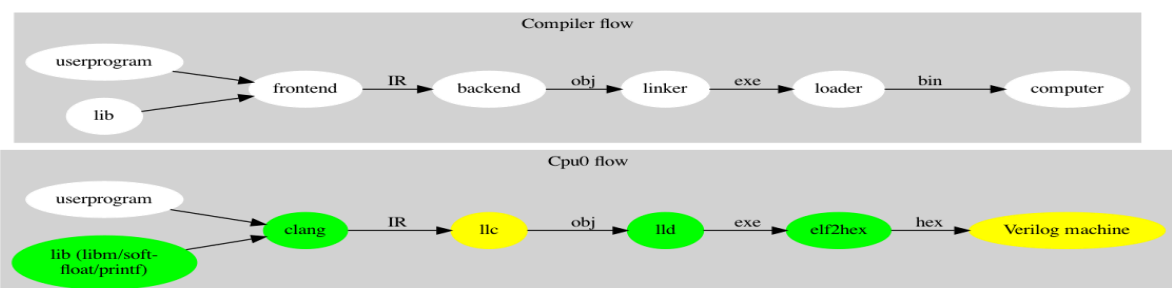 Compiler flow
userprogram
lib
frontend
IR
backend
obj
linker
exe
loader
bin
computer
Cpu0 flow
userprogram
lib (libm/soft-
float/printf)
clang
IR
llc
obj
lld
exe
elf2hex
hex
Verilog machine